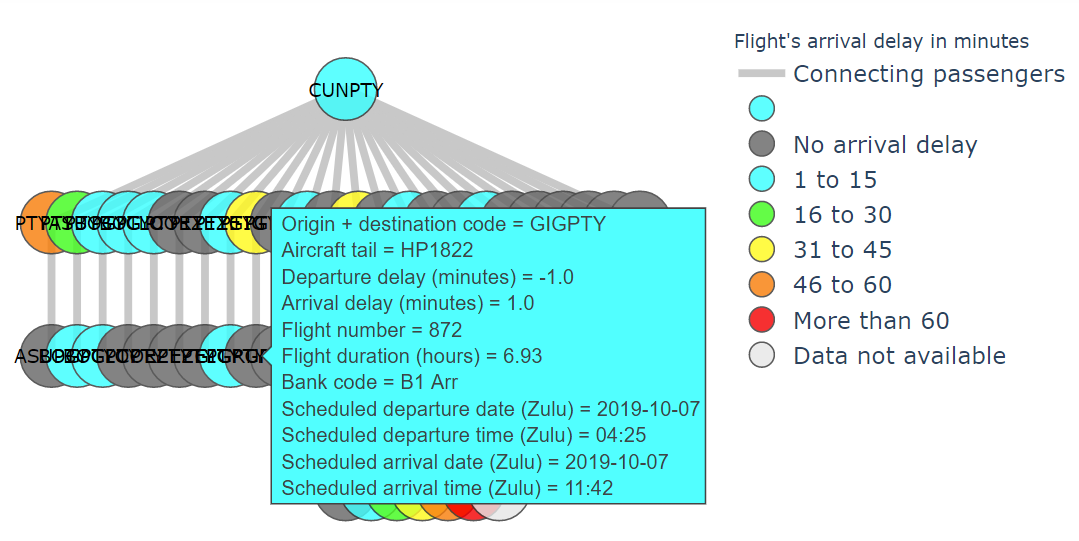 Flight's arrival delay in minutes
Connecting passengers
No arrival delay
1 to 15
16 to 30
31 to 45
46 to 60
More than 60
Data not available
CUNPTY
Origin + destination code = GIGPTY
Aircraft tail = HP1822
Departure delay (minutes) = -1.0
Arrival delay (minutes) = 1.0
Flight number = 872
Flight duration (hours) = 6.93
Bank code = B1 Arr
Scheduled departure date (Zulu) = 2019-10-07
Scheduled departure time (Zulu) = 04:25
Scheduled arrival date (Zulu) = 2019-10-07
Scheduled arrival time (Zulu) = 11:42